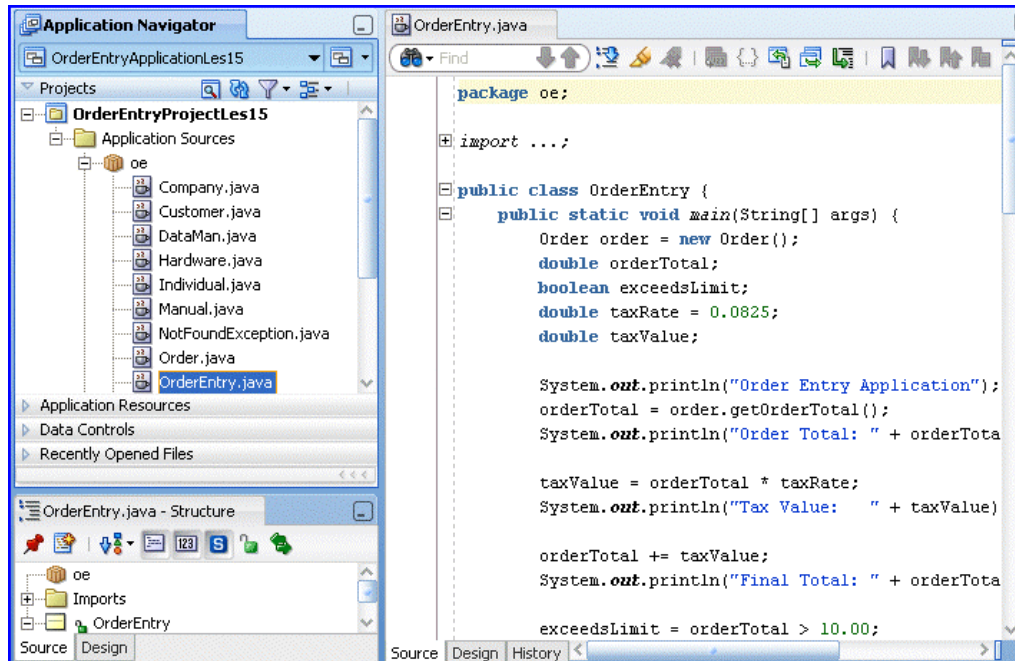 Application Navigator
OrderEntryApplicationLes15
Projects
OrderEntryProjectLes15
Application Sources
oe
Company.java
Customer.java
DataMan.java
Hardware.java
Individual.java
Manual.java
NotFoundException.java
Order.java
OrderEntry.java
Application Resources
Data Controls
Recently Opened Files
OrderEntry.java - Structure
123 S
oe
Imports
OrderEntry
Source Design
OrderEntry.java
Find
package oe;
import ...;
public class OrderEntry {
public static void main(String[] args) {
Order order = new Order();
double orderTotal;
boolean exceedsLimit;
double taxRate = 0.0825;
double taxValue;
System.out.println("Order Entry Application");
orderTotal = order.getOrderTotal();
System.out.println("Order Total: " + orderTota
taxValue = orderTotal * taxRate;
System.out.println("Tax Value:   " + taxValue)
orderTotal += taxValue;
System.out.println("Final Total: " + orderTota
exceedsLimit = orderTotal > 10.00;
Source Design History